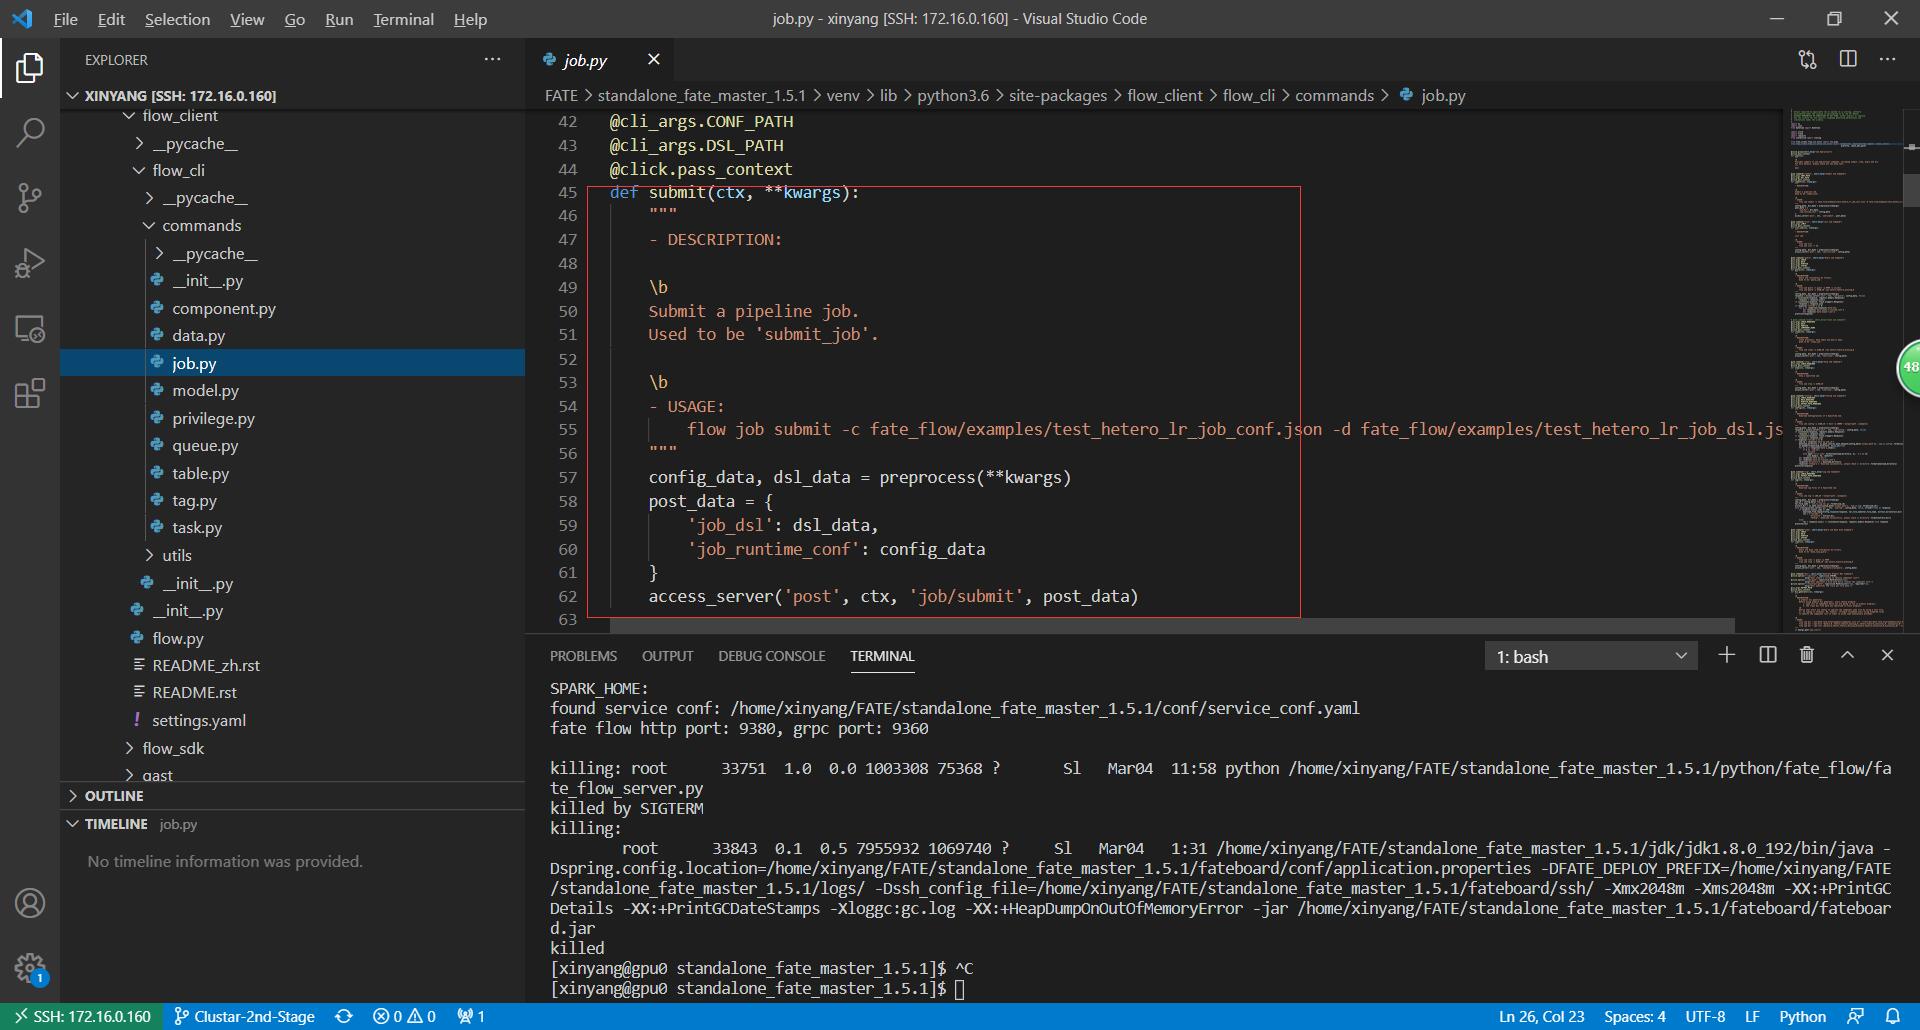 File Edit Selection View Go Run Terminal Help
job.py - xinyang [SSH: 172.16.0.160] - Visual Studio Code
EXPLORER
XINYANG [SSH: 172.16.0.160]
flow_client
__pycache__
flow_cli
__pycache__
commands
__pycache__
__init__.py
component.py
data.py
job.py
model.py
privilege.py
queue.py
table.py
tag.py
task.py
utils
__init__.py
__init__.py
flow.py
README_zh.rst
README.rst
settings.yaml
flow_sdk
gast
OUTLINE
TIMELINE job.py
No timeline information was provided.
1
job.py
FATE > standalone_fate_master_1.5.1 > venv > lib > python3.6 > site-packages > flow_client > flow_cli > commands > job.py
42 @cli_args.CONF_PATH
43 @cli_args.DSL_PATH
44 @click.pass_context
45 def submit(ctx, **kwargs):
46 """
47 - DESCRIPTION:
48
49 \b
50 Submit a pipeline job.
51 Used to be 'submit_job'.
52
53 \b
54 - USAGE:
55 flow job submit -c fate_flow/examples/test_hetero_lr_job_conf.json -d fate_flow/examples/test_hetero_lr_job_dsl.js
56 """
57 config_data, dsl_data = preprocess(**kwargs)
58 post_data = {
59 'job_dsl': dsl_data,
60 'job_runtime_conf': config_data
61 }
62 access_server('post', ctx, 'job/submit', post_data)
63
48
PROBLEMS OUTPUT DEBUG CONSOLE TERMINAL
1: bash
SPARK_HOME:
found service conf: /home/xinyang/FATE/standalone_fate_master_1.5.1/conf/service_conf.yaml
fate flow http port: 9380, grpc port: 9360
killing: root 33751 1.0 0.0 1003308 75368 ? Sl Mar04 11:58 python /home/xinyang/FATE/standalone_fate_master_1.5.1/python/fate_flow/fa
te_flow_server.py
killed by SIGTERM
killing:
root 33843 0.1 0.5 7955932 1069740 ? Sl Mar04 1:31 /home/xinyang/FATE/standalone_fate_master_1.5.1/jdk/jdk1.8.0_192/bin/java -
Dspring.config.location=/home/xinyang/FATE/standalone_fate_master_1.5.1/fateboard/conf/application.properties -DFATE_DEPLOY_PREFIX=/home/xinyang/FATE
/standalone_fate_master_1.5.1/logs/ -Dssh_config_file=/home/xinyang/FATE/standalone_fate_master_1.5.1/fateboard/ssh/ -Xmx2048m -Xms2048m -XX:+PrintGC
Details -XX:+PrintGCDateStamps -Xloggc:gc.log -XX:+HeapDumpOnOutOfMemoryError -jar /home/xinyang/FATE/standalone_fate_master_1.5.1/fateboard/fateboar
d.jar
killed
[xinyang@gpu0 standalone_fate_master_1.5.1]$ ^C
[xinyang@gpu0 standalone_fate_master_1.5.1]$
SSH: 172.16.0.160 Clustar-2nd-Stage 0 0 1 Ln 26, Col 23 Spaces: 4 UTF-8 LF Python